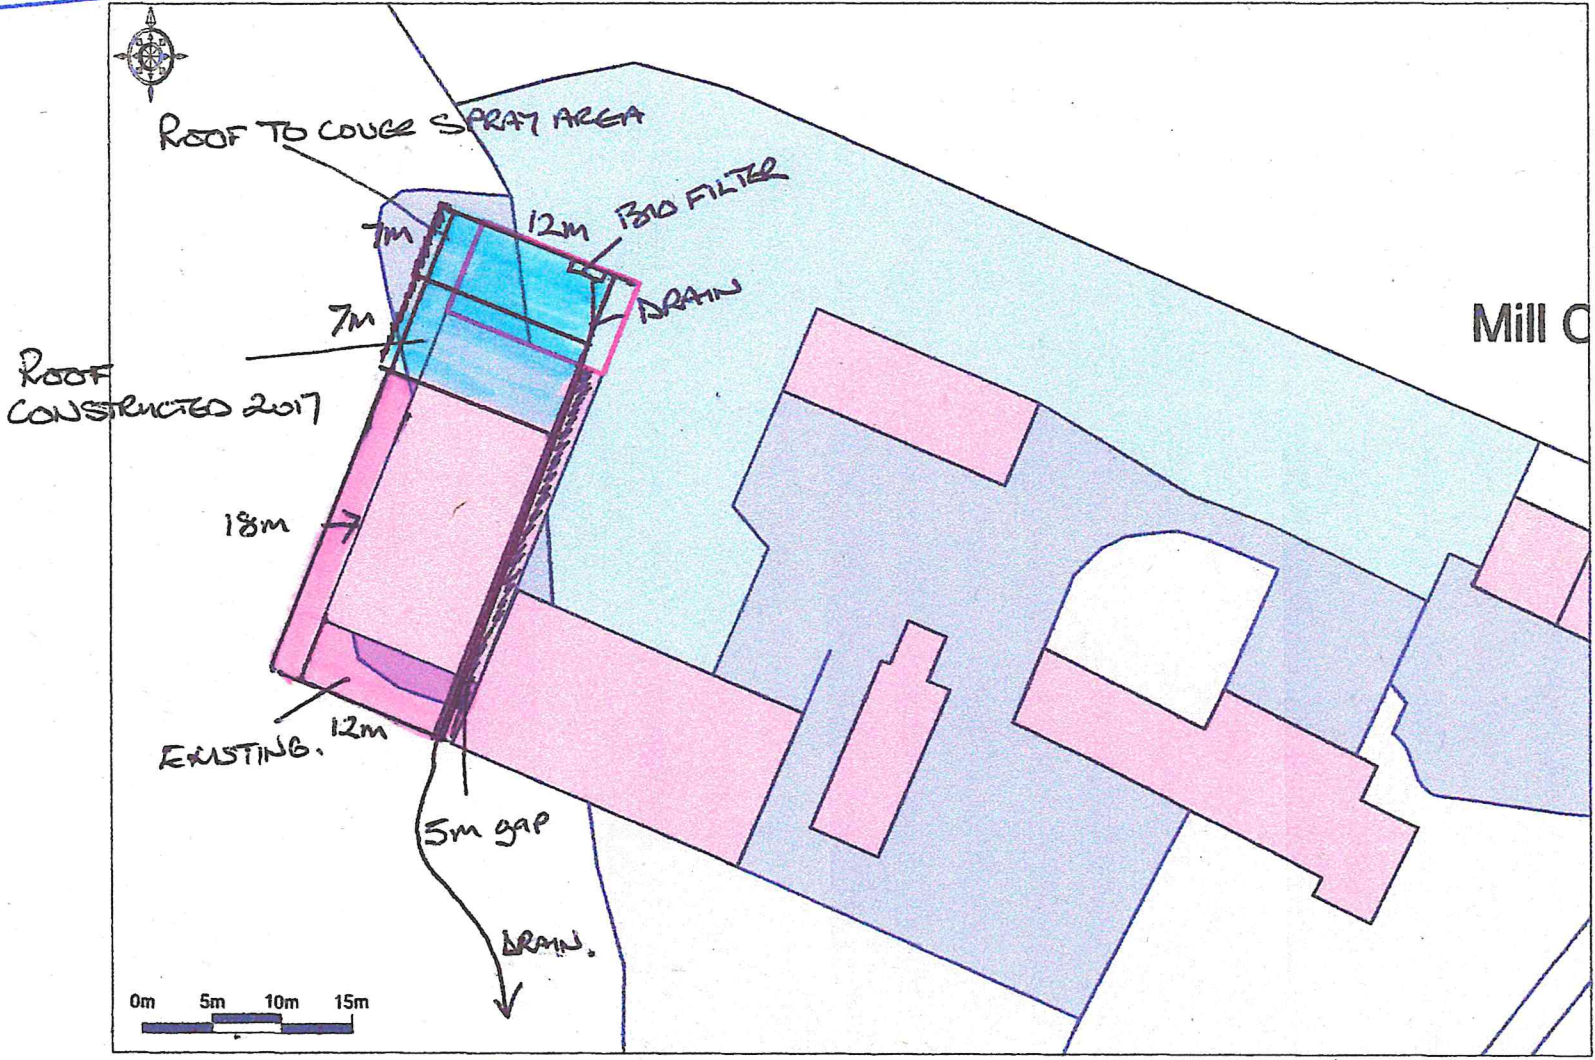 ROOF TO COVER SPRAY AREA
BIO FILTER
12m
7m
DRAIN
7m
Mill C
ROOF
CONSTRUCTED 2017
18m
EXISTING.
12m
5m gap
DRAIN.
0m 5m 10m 15m